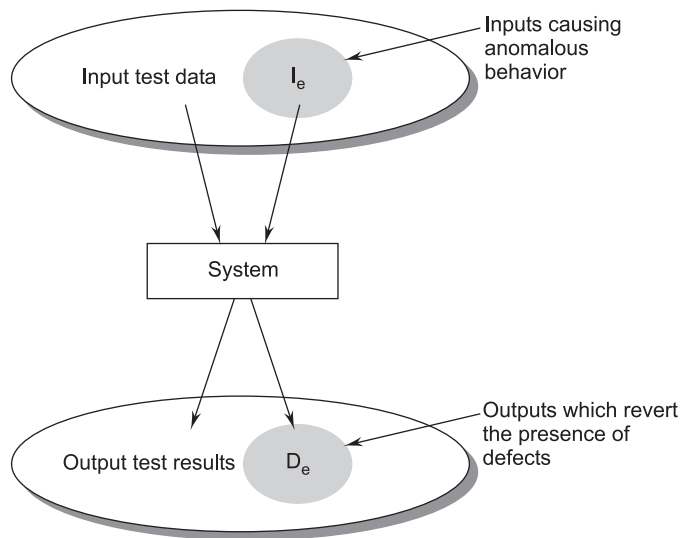 Inputs causing
anomalous
behavior
Input test data
Ie
System
Outputs which revert
the presence of
defects
Output test results
De